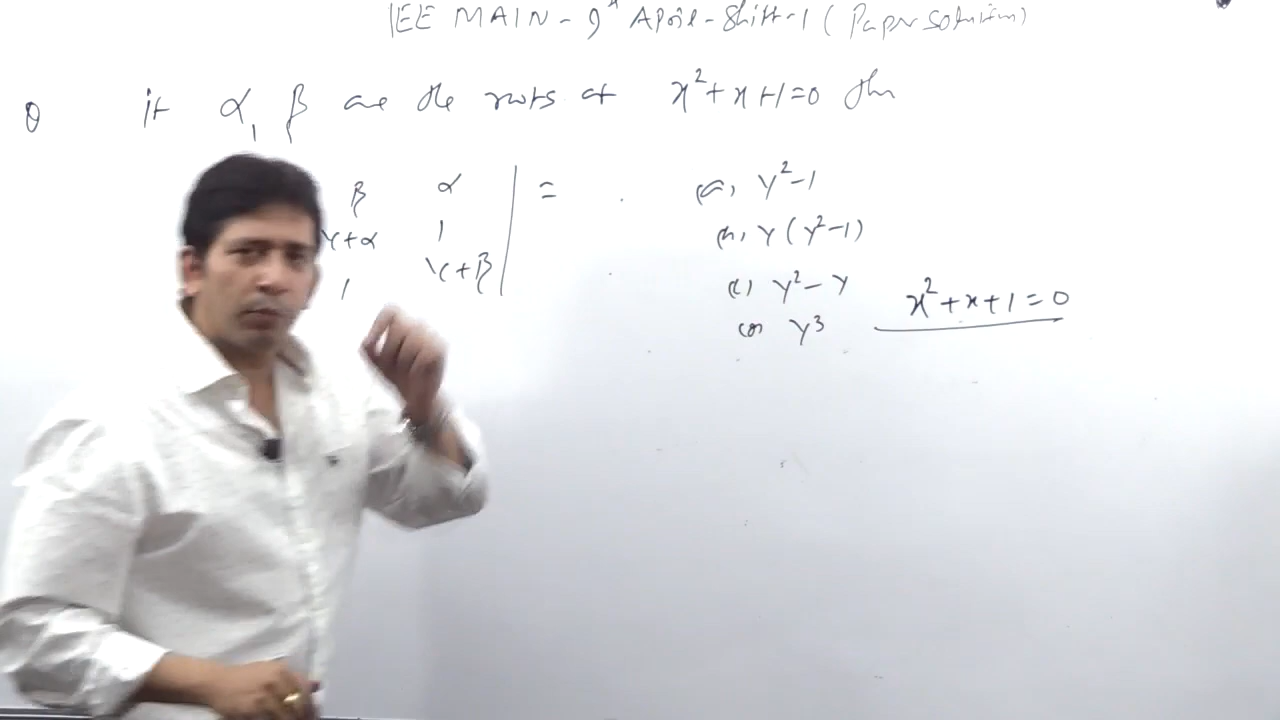 JEE MAIN - 9th April - Shift-1 (Paper solution)
Q if α, β are the roots of x²+x+1=0 then
β α | = (a) y²-1
y+α 1 (b) y(y²-1)
1 y+β (c) y²-y
(d) y³
x²+x+1=0